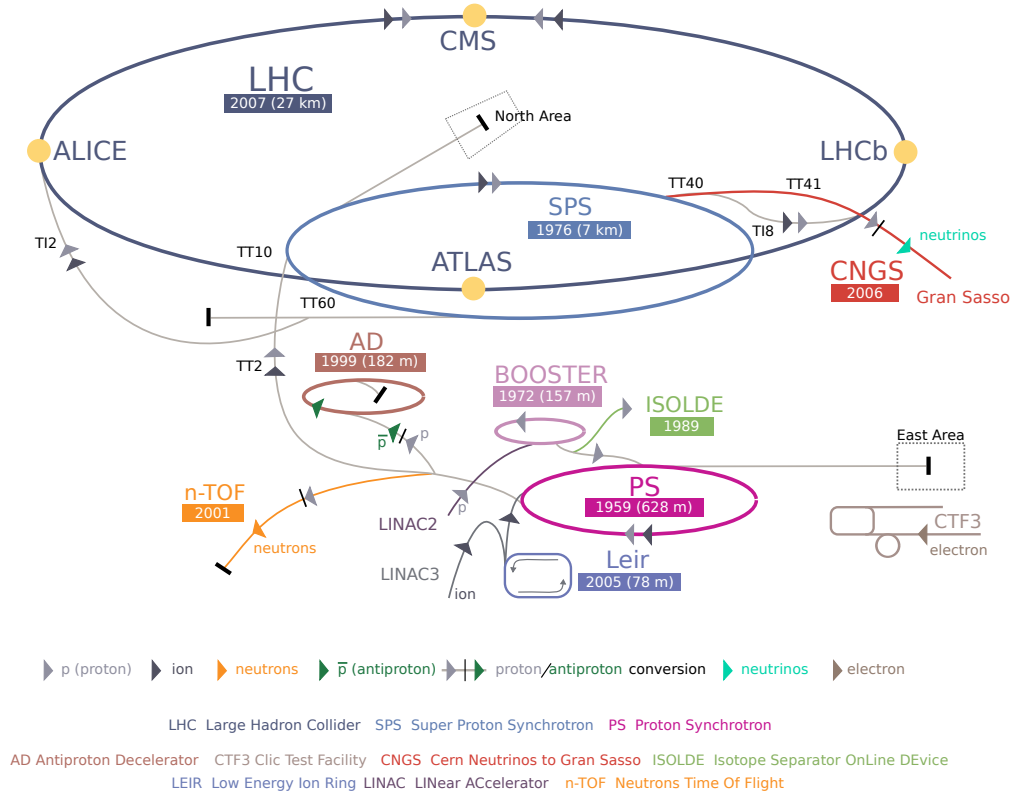 CMS
LHC
2007 (27 km)
North Area
ALICE
LHCb
TT40
TT41
SPS
1976 (7 km)
TI8
neutrinos
TI2
TT10
ATLAS
CNGS
2006
Gran Sasso
TT60
AD
1999 (182 m)
TT2
BOOSTER
1972 (157 m)
ISOLDE
1989
p
p̅
East Area
n-TOF
2001
PS
1959 (628 m)
LINAC2
p
neutrons
CTF3
electron
Leir
2005 (78 m)
LINAC3
ion
p (proton)
ion
neutrons
p̅ (antiproton)
proton/antiproton conversion
neutrinos
electron
LHC Large Hadron Collider SPS Super Proton Synchrotron PS Proton Synchrotron
AD Antiproton Decelerator CTF3 Clic Test Facility CNGS Cern Neutrinos to Gran Sasso ISOLDE Isotope Separator OnLine DEvice
LEIR Low Energy Ion Ring LINAC LINear ACcelerator n-TOF Neutrons Time Of Flight